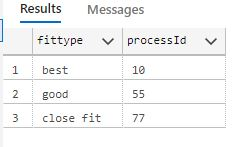 Results Messages
fittype processId
1 best 10
2 good 55
3 close fit 77